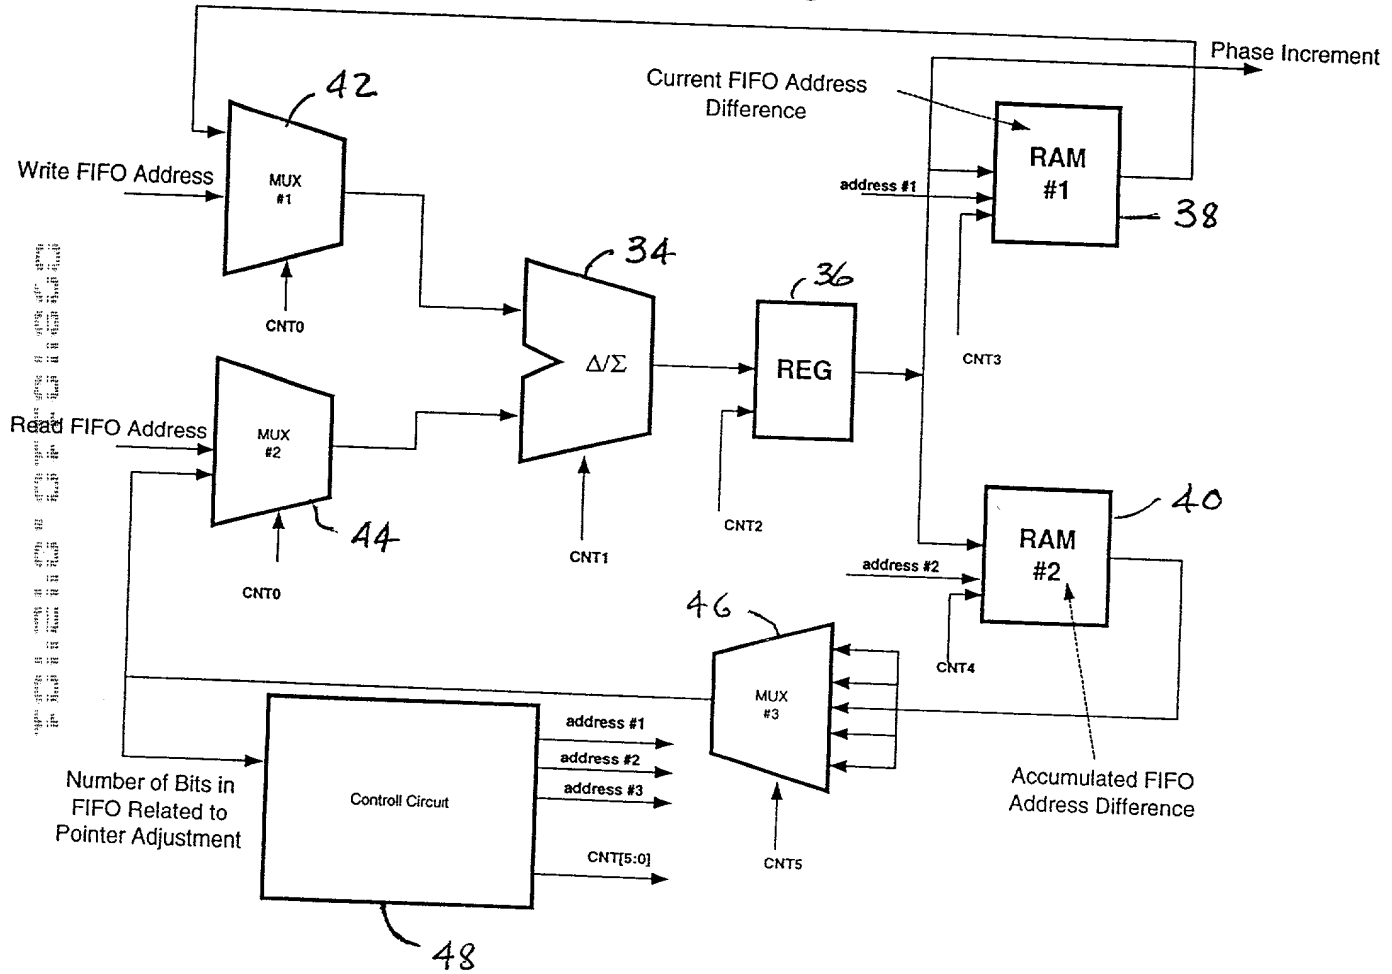 Phase Increment
Current FIFO Address
Difference
42
Write FIFO Address
MUX
#1
RAM
#1
address #1
38
34
36
CNT0
CNT3
Δ/Σ
REG
Read FIFO Address
MUX
#2
44
CNT2
40
CNT1
RAM
#2
address #2
CNT0
46
CNT4
MUX
#3
address #1
address #2
address #3
Number of Bits in
FIFO Related to
Pointer Adjustment
Controll Circuit
Accumulated FIFO
Address Difference
CNT[5:0]
CNT5
48